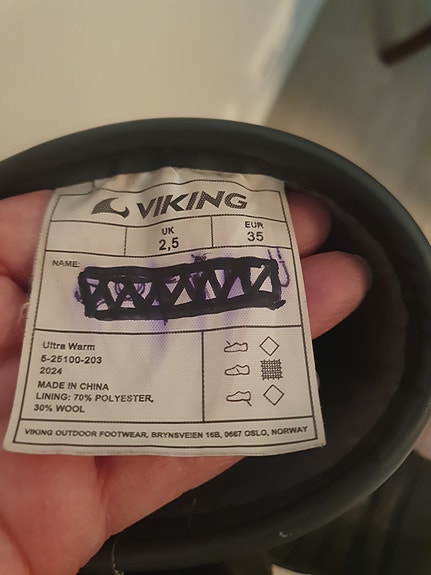 VIKING
UK EUR
2,5 35
NAME:
Ultra Warm
5-25100-203
2024
MADE IN CHINA
LINING: 70% POLYESTER,
30% WOOL
VIKING OUTDOOR FOOTWEAR, BRYNSVEIEN 16B, 0667 OSLO, NORWAY